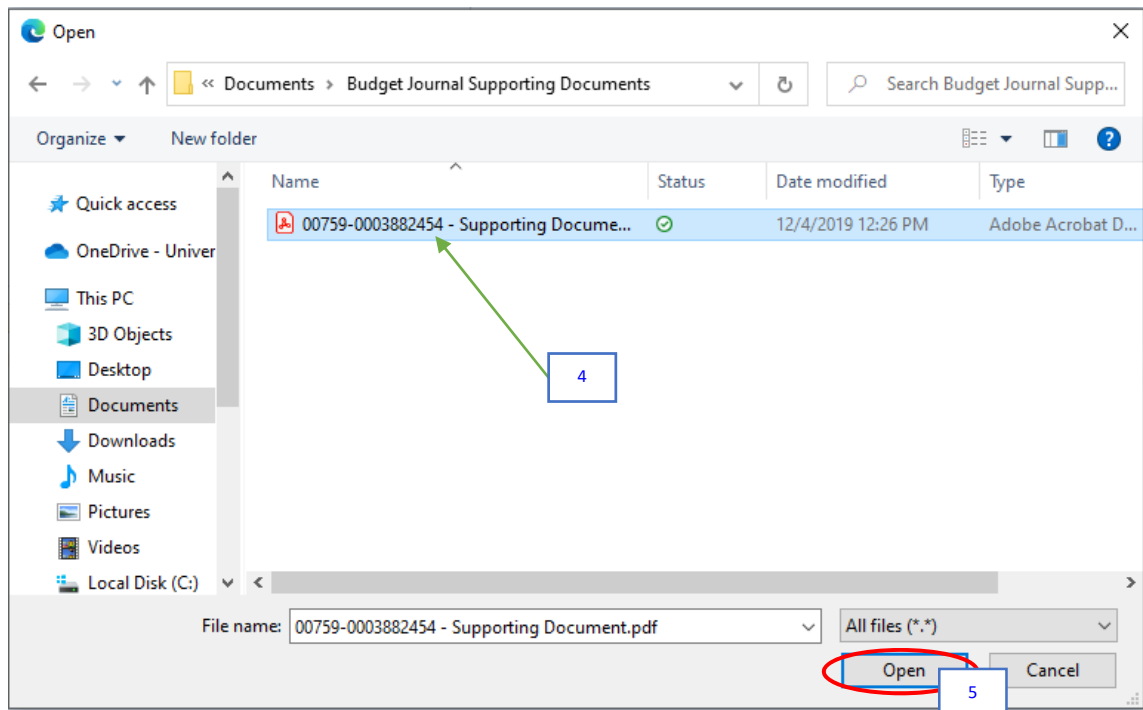 Open
« Documents > Budget Journal Supporting Documents
Search Budget Journal Supp...
Organize
New folder
Name
Status
Date modified
Type
00759-0003882454 - Supporting Docume...
12/4/2019 12:26 PM
Adobe Acrobat D...
Quick access
OneDrive - Univer
This PC
3D Objects
Desktop
Documents
Downloads
Music
Pictures
Videos
Local Disk (C:)
4
File name:
00759-0003882454 - Supporting Document.pdf
All files (*.*)
Open
Cancel
5